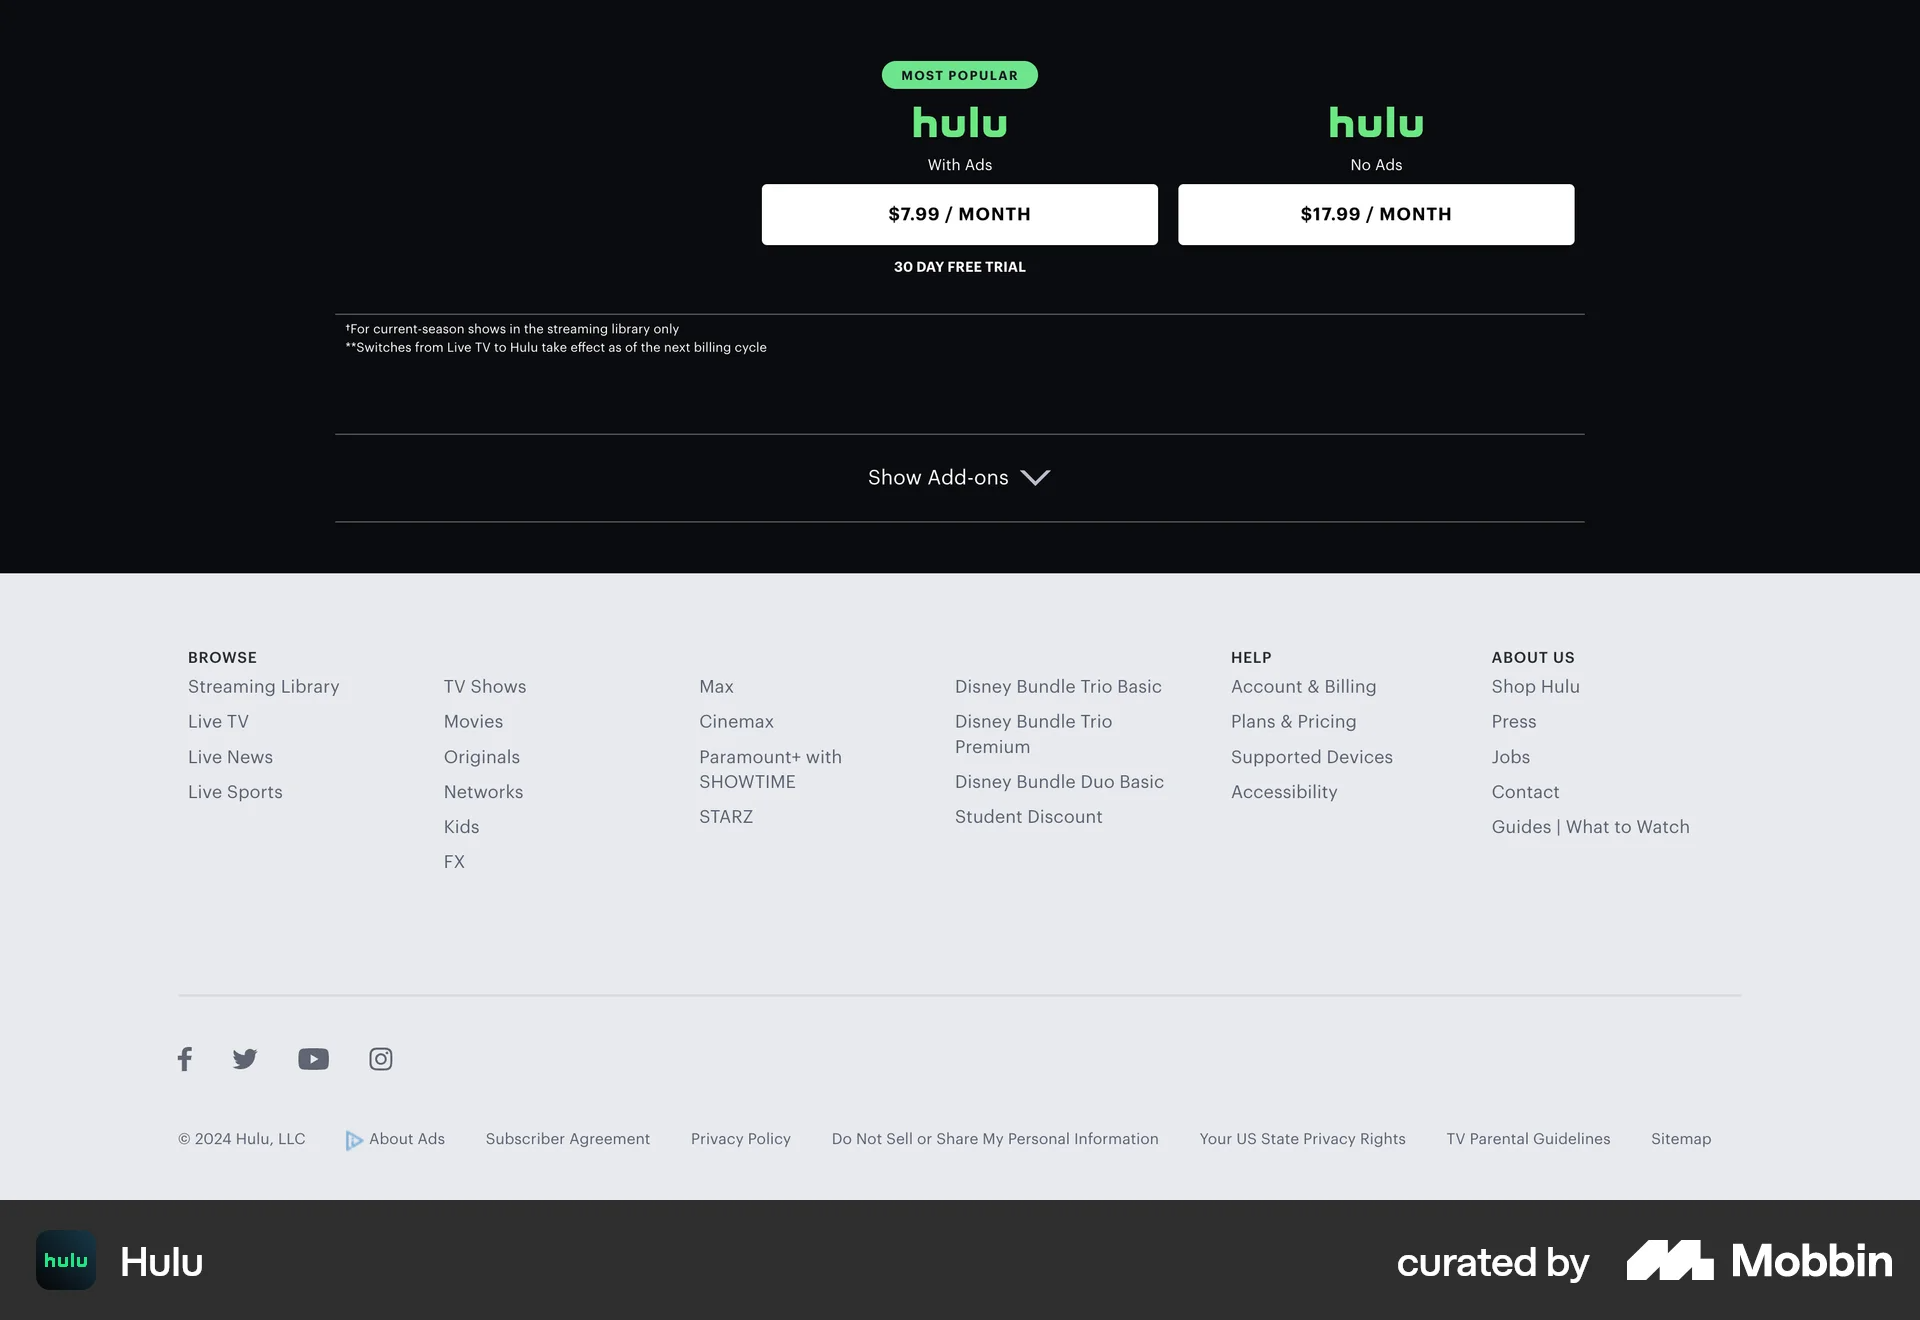 MOST POPULAR
hulu
With Ads
$7.99 / MONTH
30 DAY FREE TRIAL
hulu
No Ads
$17.99 / MONTH
†For current-season shows in the streaming library only
**Switches from Live TV to Hulu take effect as of the next billing cycle
Show Add-ons
BROWSE
Streaming Library
Live TV
Live News
Live Sports
TV Shows
Movies
Originals
Networks
Kids
FX
Max
Cinemax
Paramount+ with
SHOWTIME
STARZ
Disney Bundle Trio Basic
Disney Bundle Trio
Premium
Disney Bundle Duo Basic
Student Discount
HELP
Account & Billing
Plans & Pricing
Supported Devices
Accessibility
ABOUT US
Shop Hulu
Press
Jobs
Contact
Guides | What to Watch
© 2024 Hulu, LLC
About Ads
Subscriber Agreement
Privacy Policy
Do Not Sell or Share My Personal Information
Your US State Privacy Rights
TV Parental Guidelines
Sitemap
hulu
Hulu
curated by
Mobbin